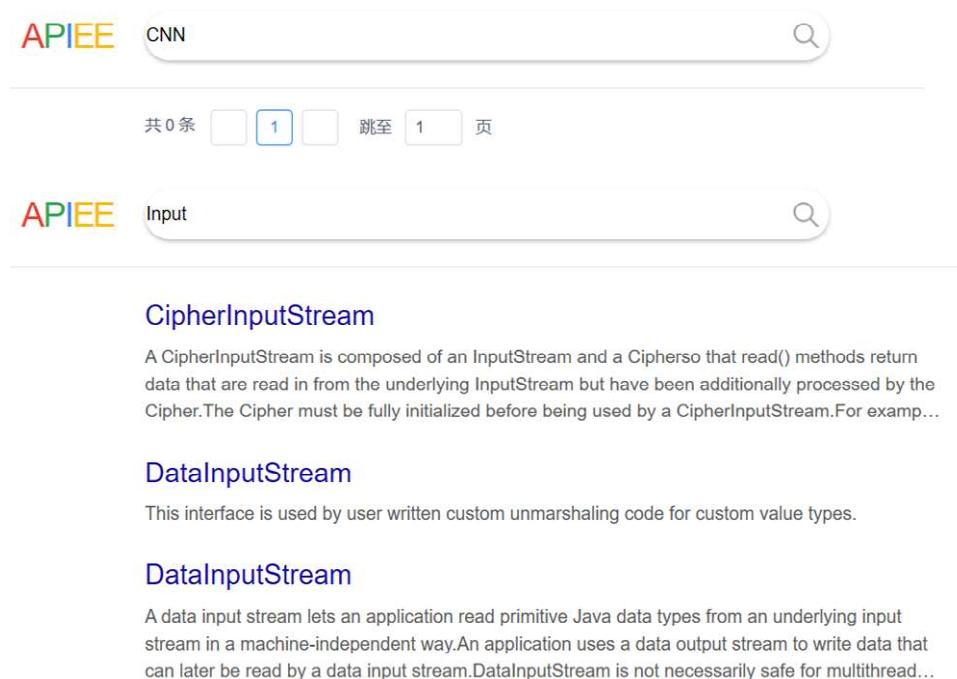 APIEE CNN
共 0 条 1 跳至 1 页
APIEE Input
CipherInputStream
A CipherInputStream is composed of an InputStream and a Cipherso that read() methods return
data that are read in from the underlying InputStream but have been additionally processed by the
Cipher.The Cipher must be fully initialized before being used by a CipherInputStream.For examp…
DataInputStream
This interface is used by user written custom unmarshaling code for custom value types.
DataInputStream
A data input stream lets an application read primitive Java data types from an underlying input
stream in a machine-independent way.An application uses a data output stream to write data that
can later be read by a data input stream.DataInputStream is not necessarily safe for multithread…